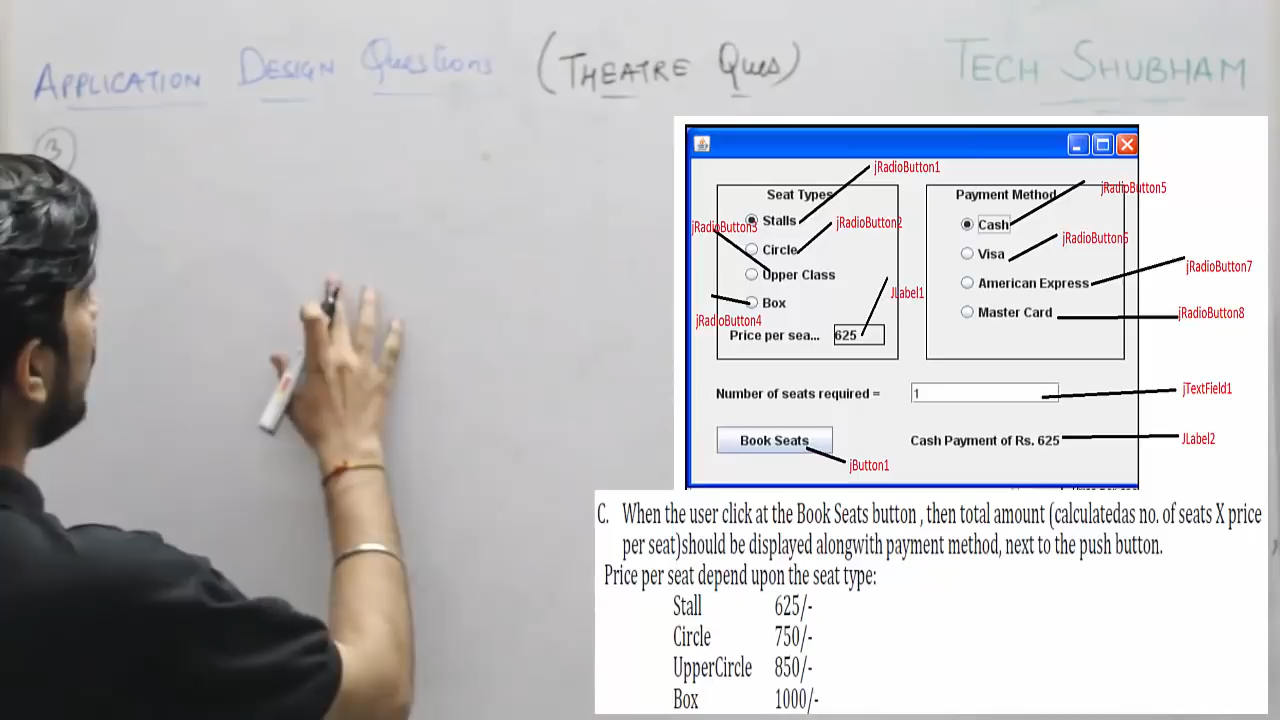 APPLICATION DESIGN Questions (THEATRE Ques) TECH SHUBHAM
3
jRadioButton1
Seat Types
Payment Method
jRadioButton5
Stalls
jRadioButton2
Cash
jRadioButton3
jRadioButton6
Circle
Visa
jRadioButton7
Upper Class
American Express
JLabel1
Box
Master Card
jRadioButton8
jRadioButton4
Price per sea... 625
Number of seats required = 1
jTextField1
Book Seats
Cash Payment of Rs. 625
JLabel2
jButton1
C. When the user click at the Book Seats button , then total amount (calculatedas no. of seats X price
per seat)should be displayed alongwith payment method, next to the push button.
Price per seat depend upon the seat type:
Stall 625/-
Circle 750/-
UpperCircle 850/-
Box 1000/-